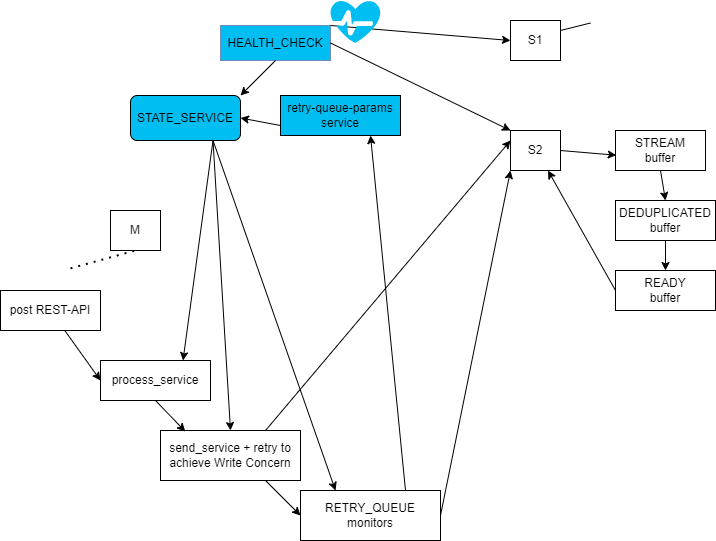 HEALTH_CHECK
S1
STATE_SERVICE
retry-queue-params
service
S2
STREAM
buffer
DEDUPLICATED
buffer
M
READY
buffer
post REST-API
process_service
send_service + retry to
achieve Write Concern
RETRY_QUEUE
monitors